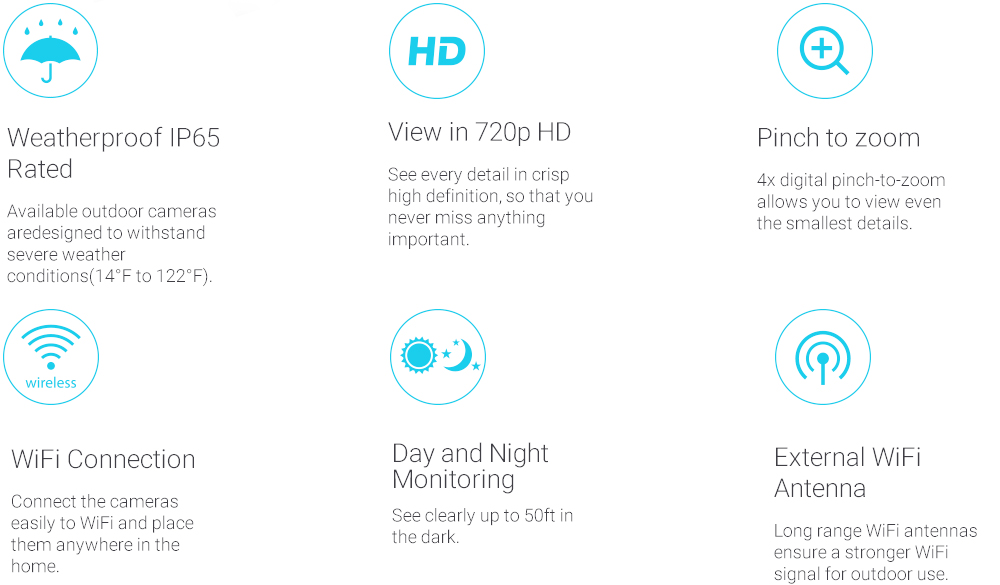 HD
Weatherproof IP65
Rated
Available outdoor cameras
aredesigned to withstand
severe weather
conditions(14°F to 122°F).
View in 720p HD
See every detail in crisp
high definition, so that you
never miss anything
important.
Pinch to zoom
4x digital pinch-to-zoom
allows you to view even
the smallest details.
wireless
WiFi Connection
Connect the cameras
easily to WiFi and place
them anywhere in the
home.
Day and Night
Monitoring
See clearly up to 50ft in
the dark.
External WiFi
Antenna
Long range WiFi antennas
ensure a stronger WiFi
signal for outdoor use.